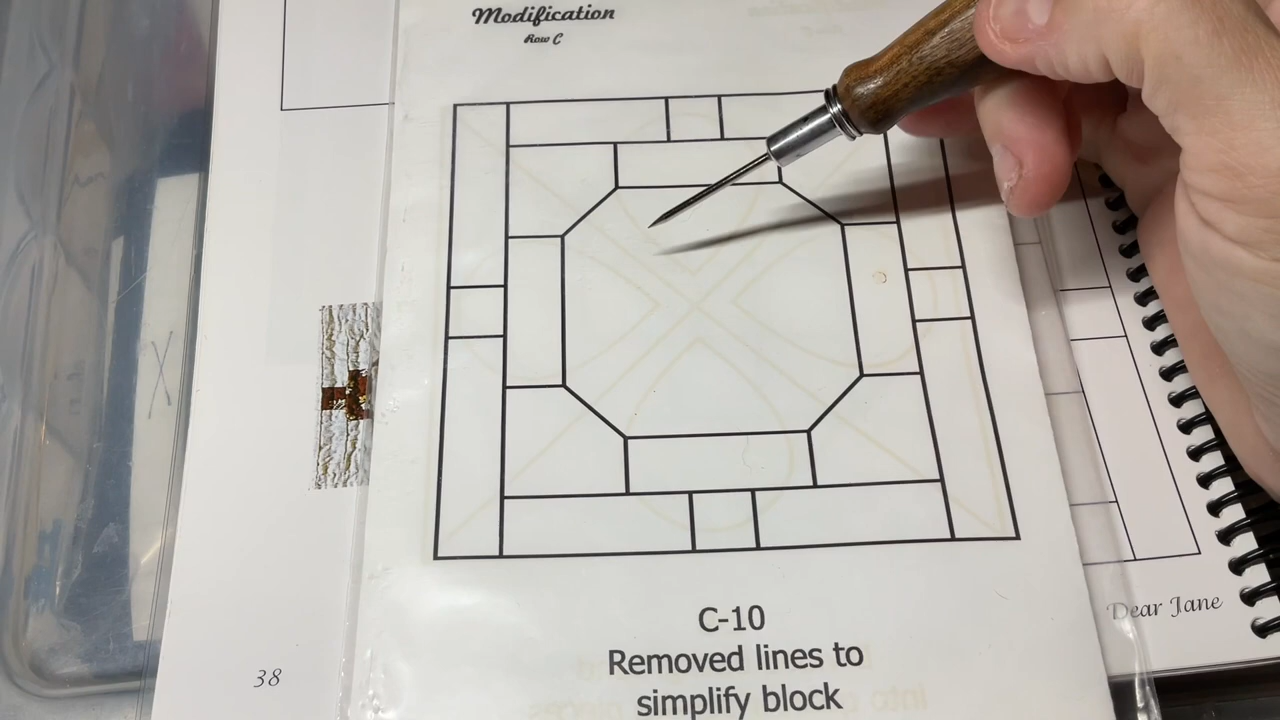 Modification
Row C
C-10
Removed lines to
simplify block
38
Dear Jane
X